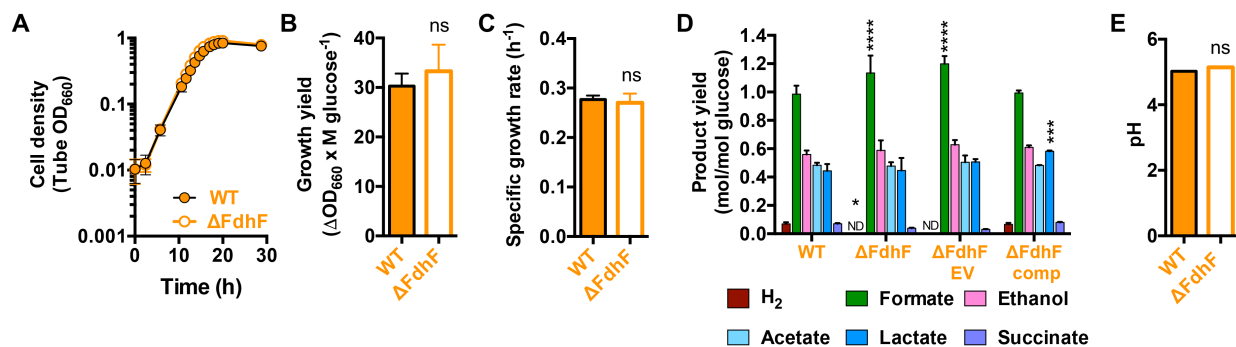 A
Cell density
(Tube OD660)
1
0.1
0.01
0.001
WT
ΔFdhF
0 10 20 30
Time (h)
B
ns
Growth yield
(△OD660 x M glucose-1)
60
40
20
0
WT
ΔFdhF
C
ns
Specific growth rate (h-1)
0.4
0.3
0.2
0.1
0.0
WT
ΔFdhF
D
Product yield
(mol/mol glucose)
1.4
1.2
1.0
0.8
0.6
0.4
0.2
0.0
*
ND
****
ND
****
***
WT
ΔFdhF
ΔFdhF
EV
ΔFdhF
comp
H2
Formate
Ethanol
Acetate
Lactate
Succinate
E
ns
pH
6
4
2
0
WT
ΔFdhF